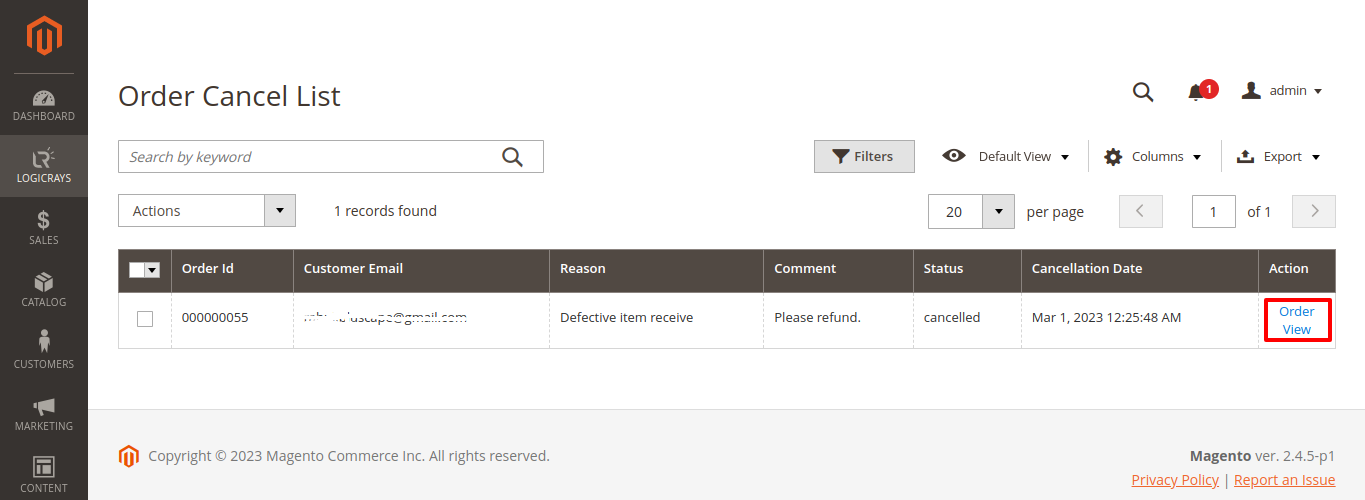 Order Cancel List
1
admin
Search by keyword
Filters
Default View
Columns
Export
Actions
1 records found
20
per page
1
of 1
Order Id
Customer Email
Reason
Comment
Status
Cancellation Date
Action
000000055
Defective item receive
Please refund.
cancelled
Mar 1, 2023 12:25:48 AM
Order
View
DASHBOARD
LOGICRAYS
SALES
CATALOG
CUSTOMERS
MARKETING
CONTENT
Copyright © 2023 Magento Commerce Inc. All rights reserved.
Magento ver. 2.4.5-p1
Privacy Policy | Report an Issue